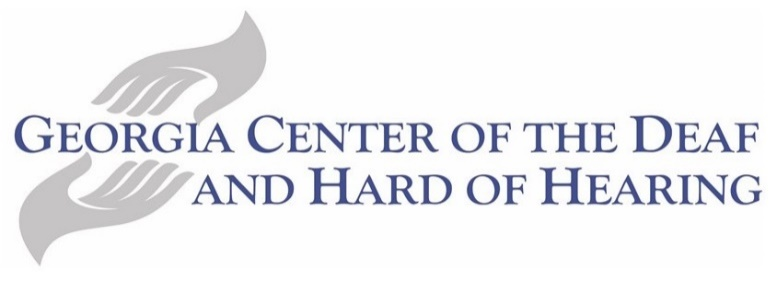 Georgia Center of the Deaf
and Hard of Hearing